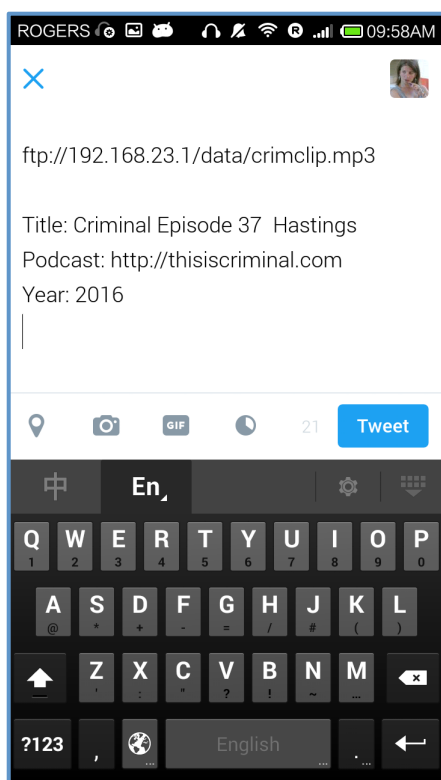 ROGERS R 09:58AM
ftp://192.168.23.1/data/crimclip.mp3
Title: Criminal Episode 37 Hastings
Podcast: http://thisiscriminal.com
Year: 2016
GIF 21 Tweet
中 En
Q W E R T Y U I O P
1 2 3 4 5 6 7 8 9 0
A S D F G H J K L
@ * + - = / # ( )
Z X C V B N M
' : " ? ! ~ ...
?123 , English .